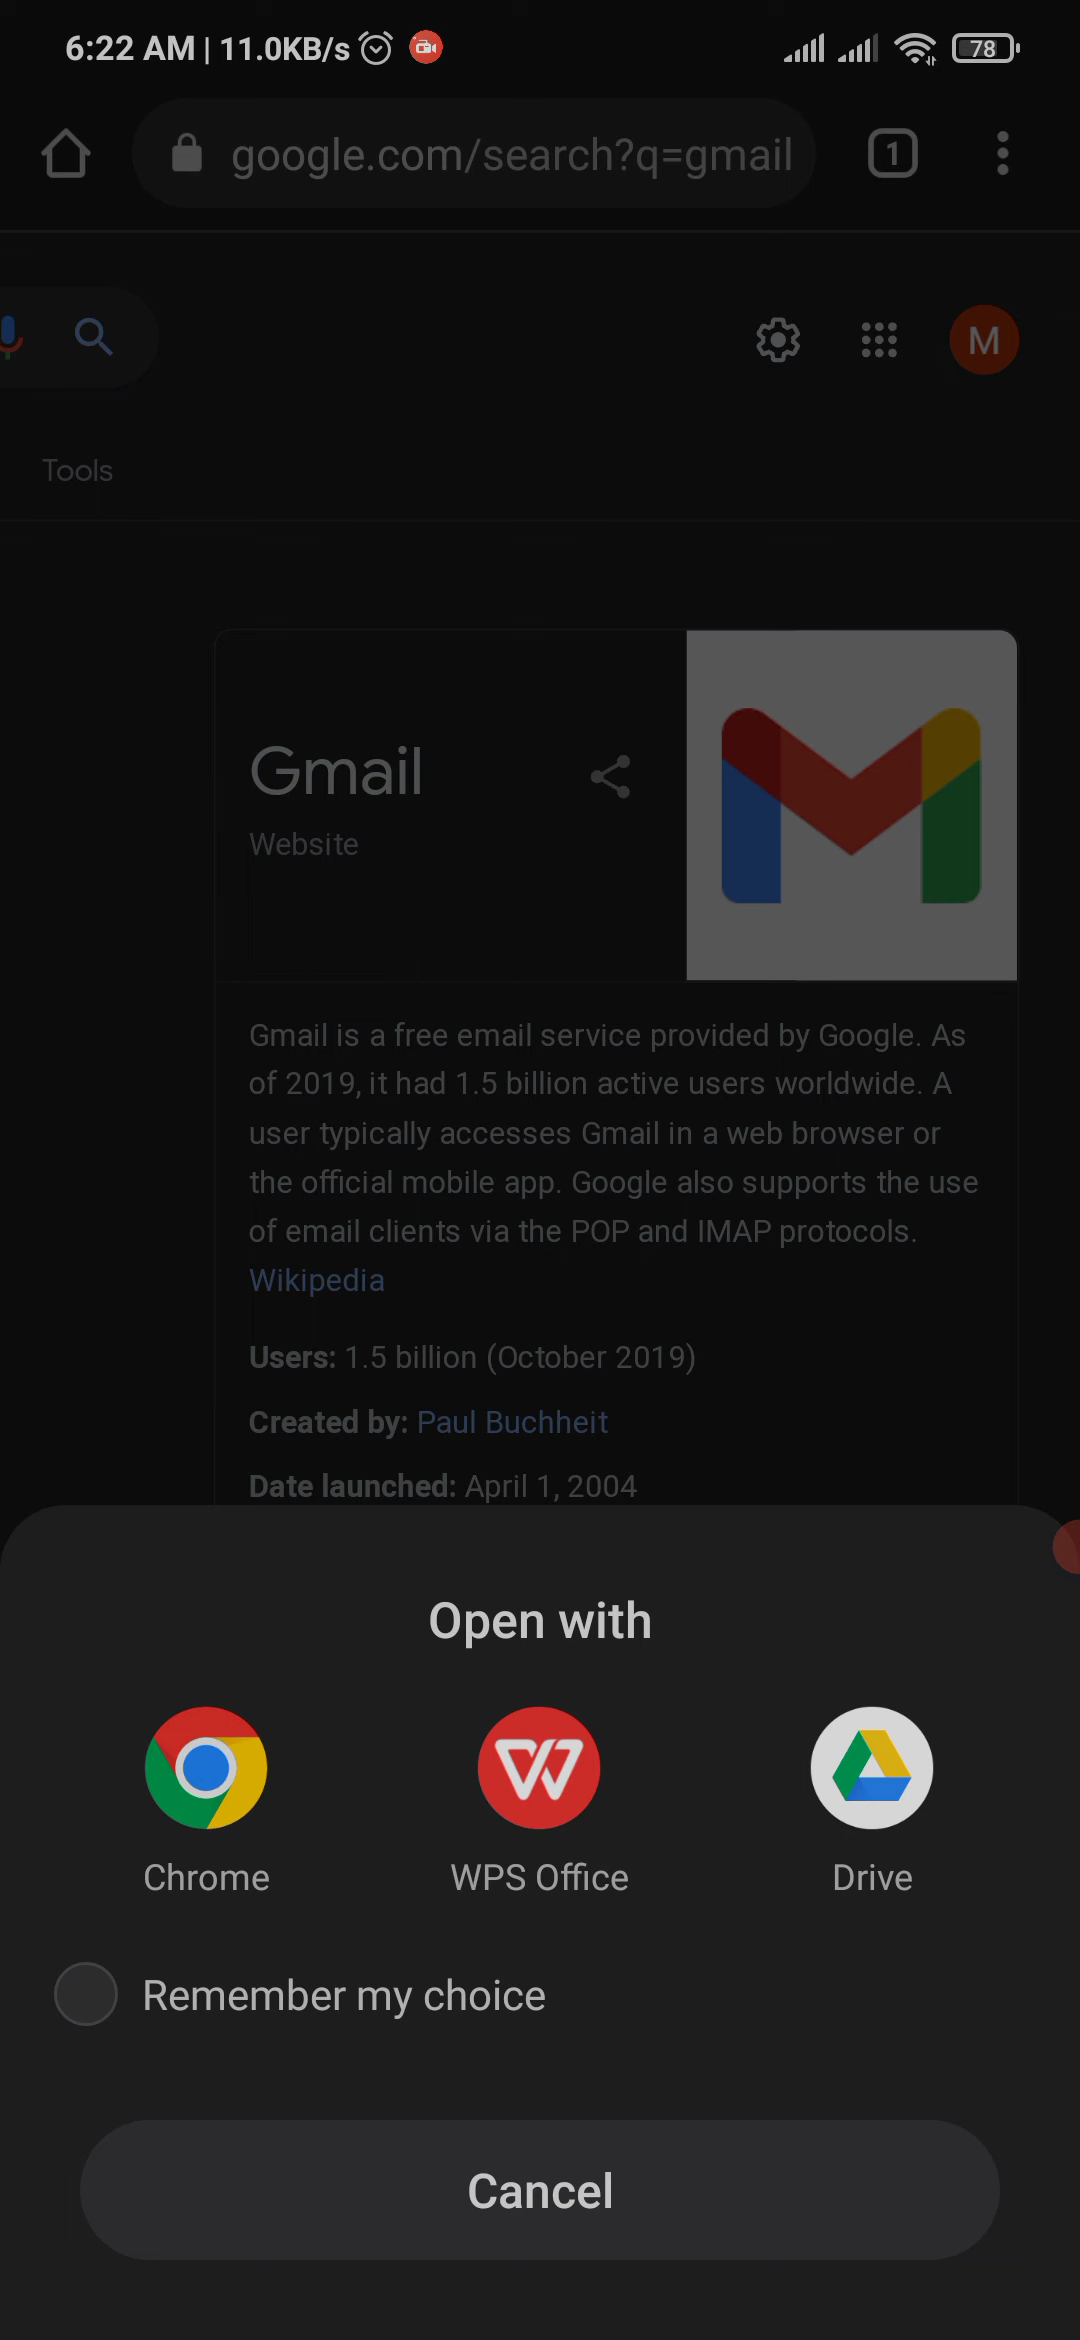 6:22 AM | 11.0KB/s 78
google.com/search?q=gmail 1
M
Tools
Gmail
Website
Gmail is a free email service provided by Google. As
of 2019, it had 1.5 billion active users worldwide. A
user typically accesses Gmail in a web browser or
the official mobile app. Google also supports the use
of email clients via the POP and IMAP protocols.
Wikipedia
Users: 1.5 billion (October 2019)
Created by: Paul Buchheit
Date launched: April 1, 2004
Open with
Chrome WPS Office Drive
Remember my choice
Cancel